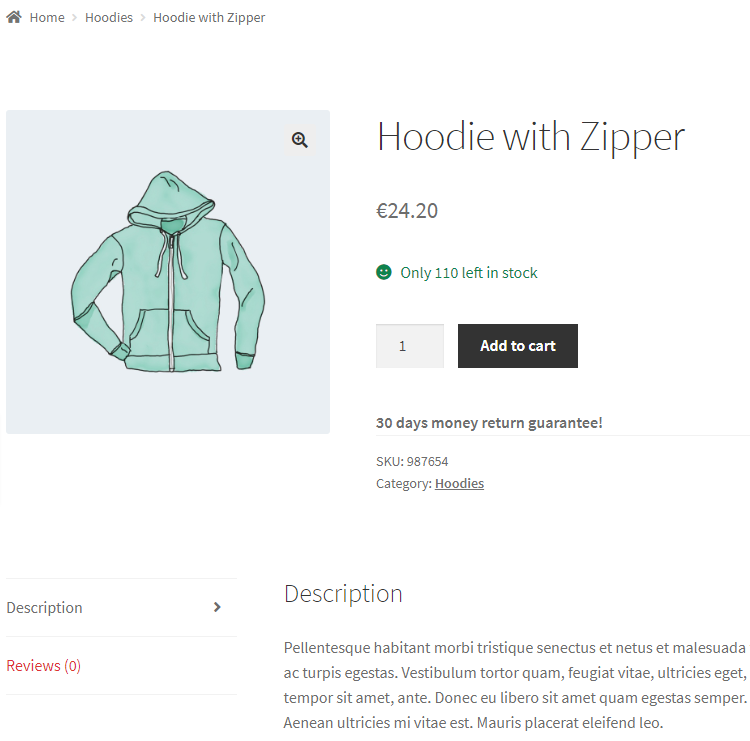 Home > Hoodies > Hoodie with Zipper
Hoodie with Zipper
€24.20
Only 110 left in stock
1
Add to cart
30 days money return guarantee!
SKU: 987654
Category: Hoodies
Description
Reviews (0)
Description
Pellentesque habitant morbi tristique senectus et netus et malesuada
ac turpis egestas. Vestibulum tortor quam, feugiat vitae, ultricies eget,
tempor sit amet, ante. Donec eu libero sit amet quam egestas semper.
Aenean ultricies mi vitae est. Mauris placerat eleifend leo.